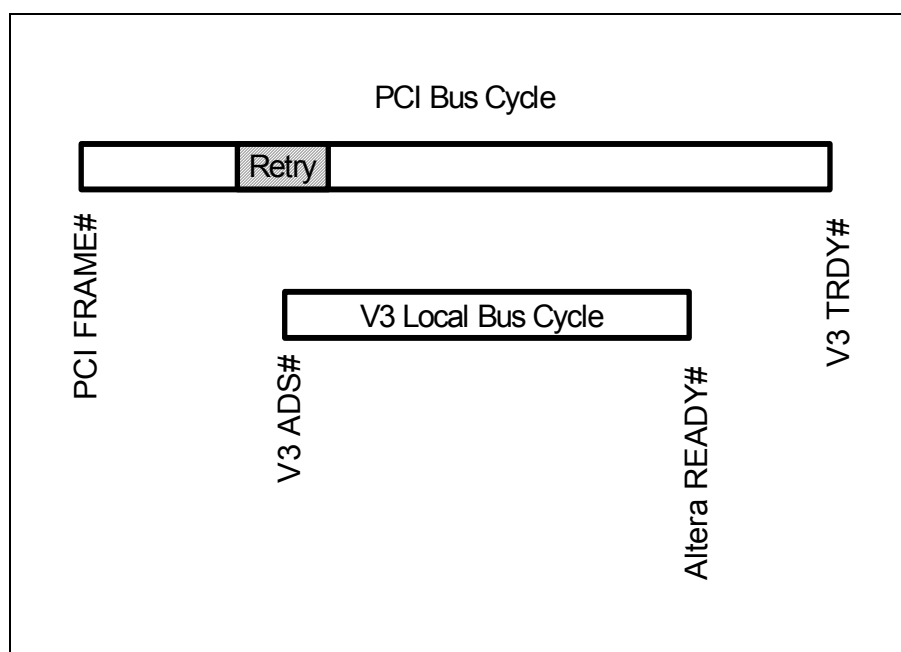 PCI Bus Cycle
Retry
PCI FRAME#
V3 TRDY#
V3 Local Bus Cycle
V3 ADS#
Altera READY#